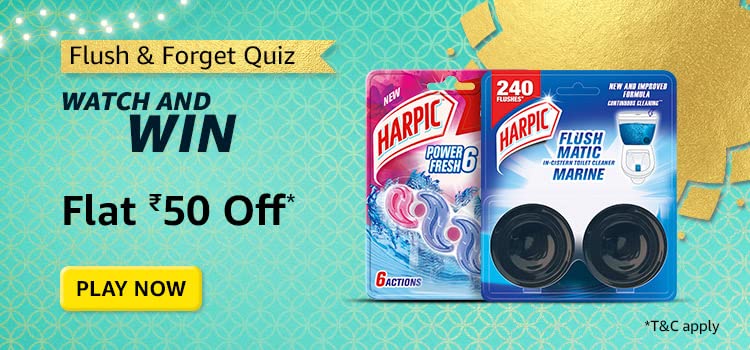 Flush & Forget Quiz
WATCH AND
WIN
Flat ₹50 Off*
PLAY NOW
NEW
HARPIC
POWER
FRESH 6
6 ACTIONS
240
FLUSHES*
NEW AND IMPROVED
FORMULA
CONTINUOUS CLEANING
HARPIC
FLUSH
MATIC
IN-CISTERN TOILET CLEANER
MARINE
*T&C apply